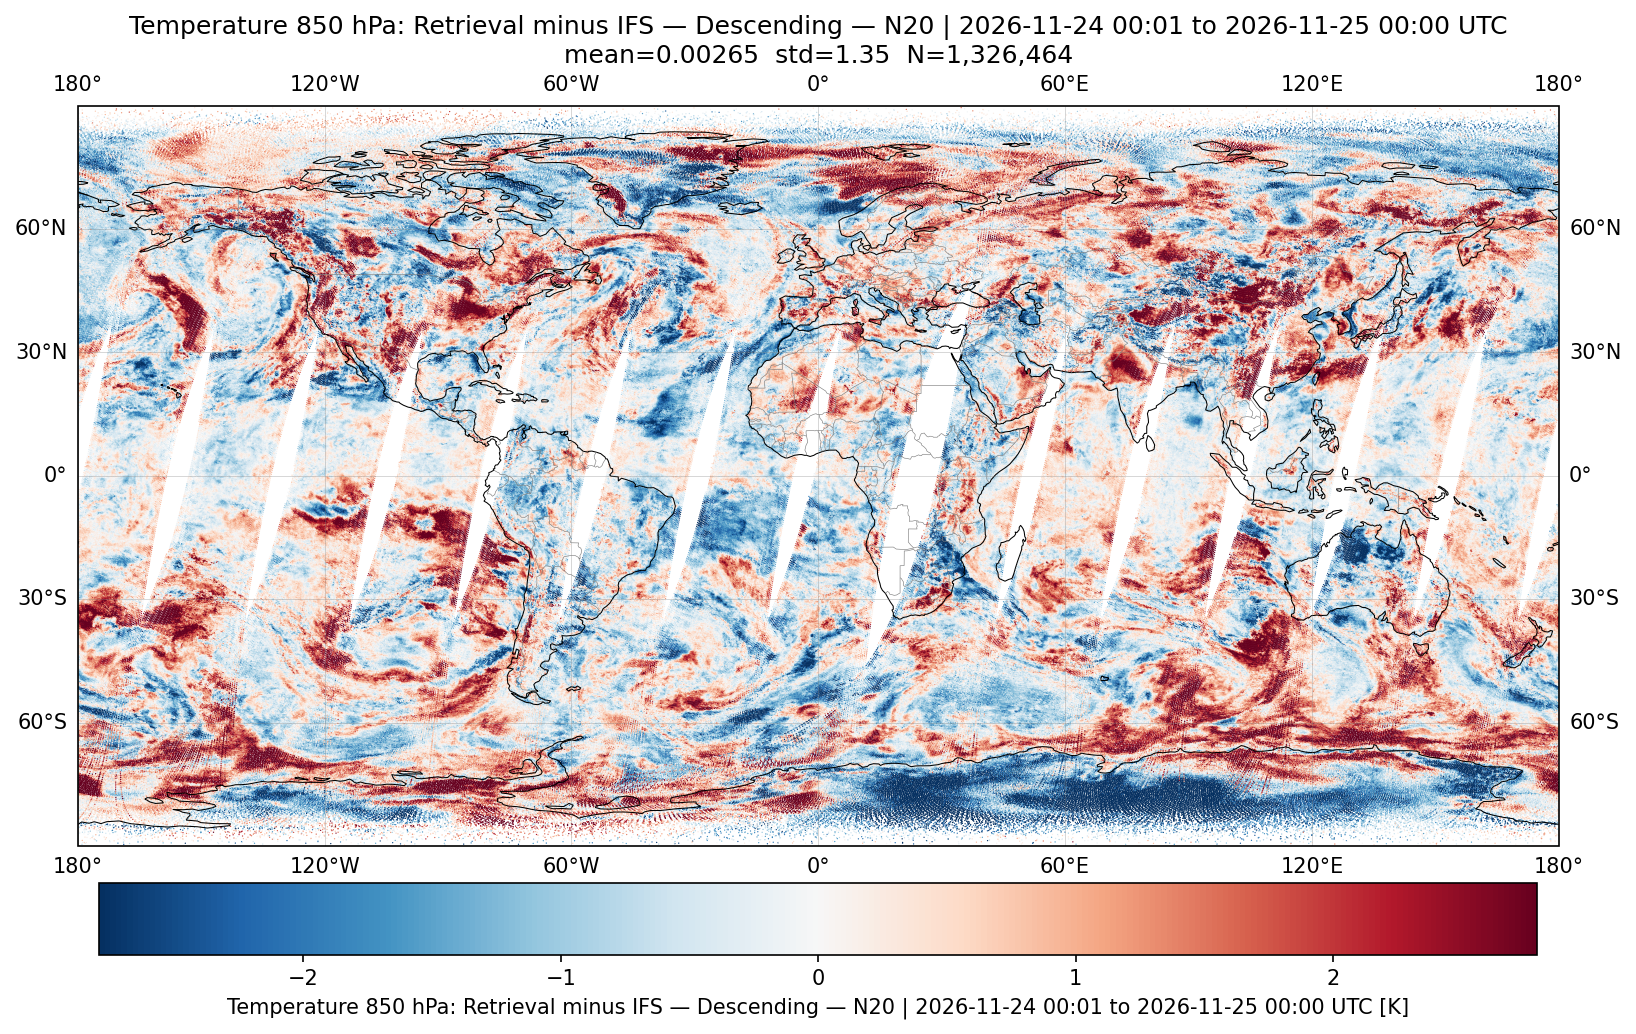 Temperature 850 hPa: Retrieval minus IFS — Descending — N20 | 2026-11-24 00:01 to 2026-11-25 00:00 UTC
mean=0.00265 std=1.35 N=1,326,464
180° 120°W 60°W 0° 60°E 120°E 180°
60°N 60°N
30°N 30°N
0° 0°
30°S 30°S
60°S 60°S
180° 120°W 60°W 0° 60°E 120°E 180°
−2 −1 0 1 2
Temperature 850 hPa: Retrieval minus IFS — Descending — N20 | 2026-11-24 00:01 to 2026-11-25 00:00 UTC [K]